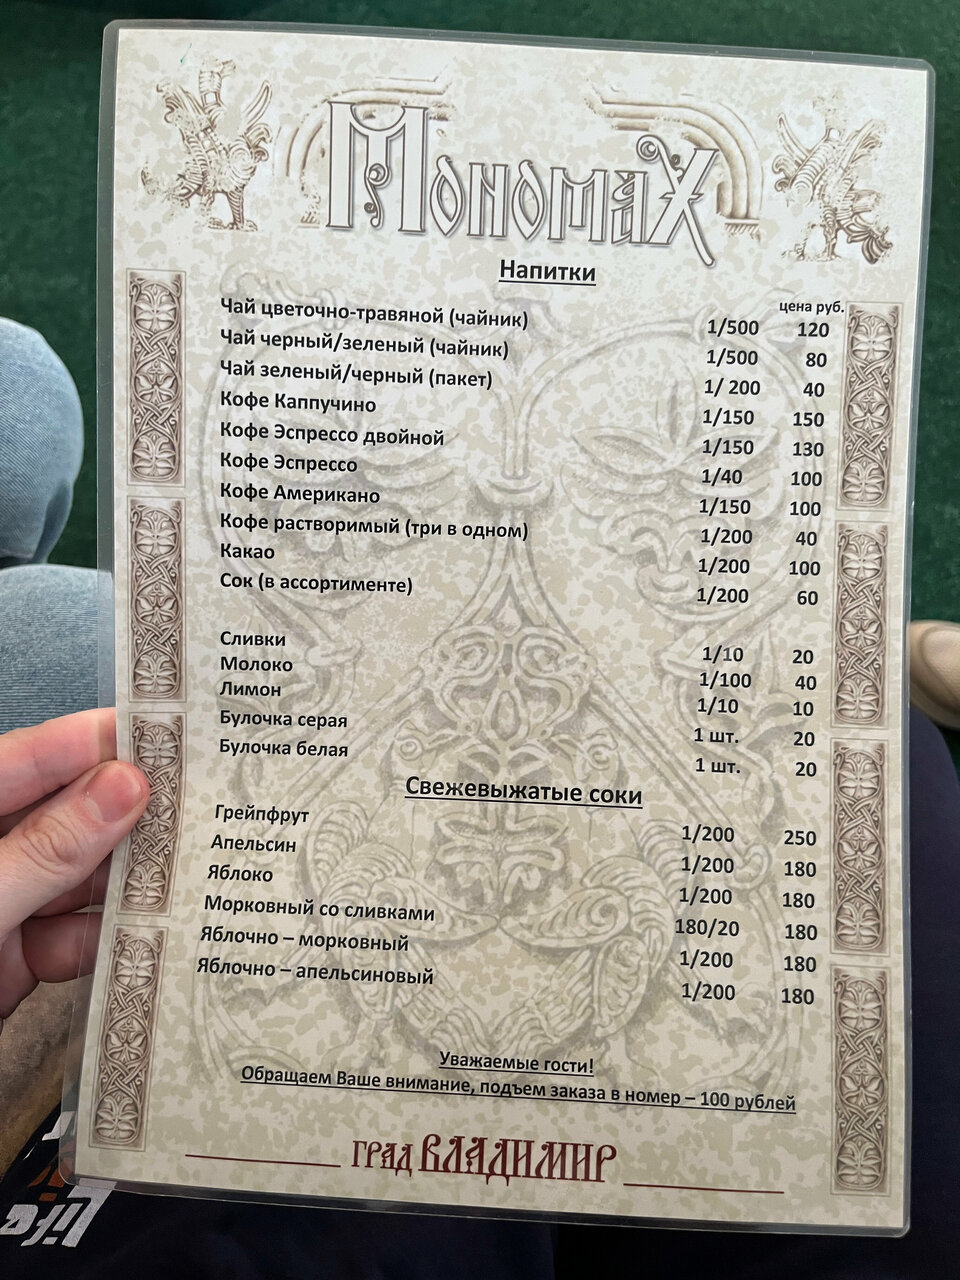 Мономах
Напитки
цена руб.
Чай цветочно-травяной (чайник) 1/500 120
Чай черный/зеленый (чайник) 1/500 80
Чай зеленый/черный (пакет) 1/ 200 40
Кофе Каппучино 1/150 150
Кофе Эспрессо двойной 1/150 130
Кофе Эспрессо 1/40 100
Кофе Американо 1/150 100
Кофе растворимый (три в одном) 1/200 40
Какао 1/200 100
Сок (в ассортименте) 1/200 60
Сливки 1/10 20
Молоко 1/100 40
Лимон 1/10 10
Булочка серая 1 шт. 20
Булочка белая 1 шт. 20
Свежевыжатые соки
Грейпфрут 1/200 250
Апельсин 1/200 180
Яблоко 1/200 180
Морковный со сливками 180/20 180
Яблочно – морковный 1/200 180
Яблочно – апельсиновый 1/200 180
Уважаемые гости!
Обращаем Ваше внимание, подъем заказа в номер – 100 рублей
ГРАД ВЛАДИМИР